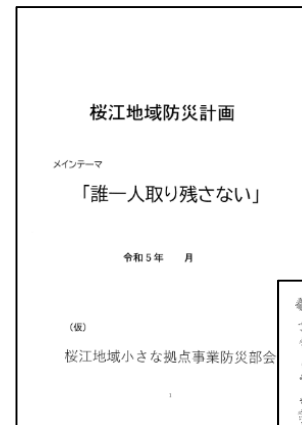 桜江地域防災計画
メインテーマ
「誰一人取り残さない」
令和5年　月
(仮)
桜江地域小さな拠点事業防災部会
1